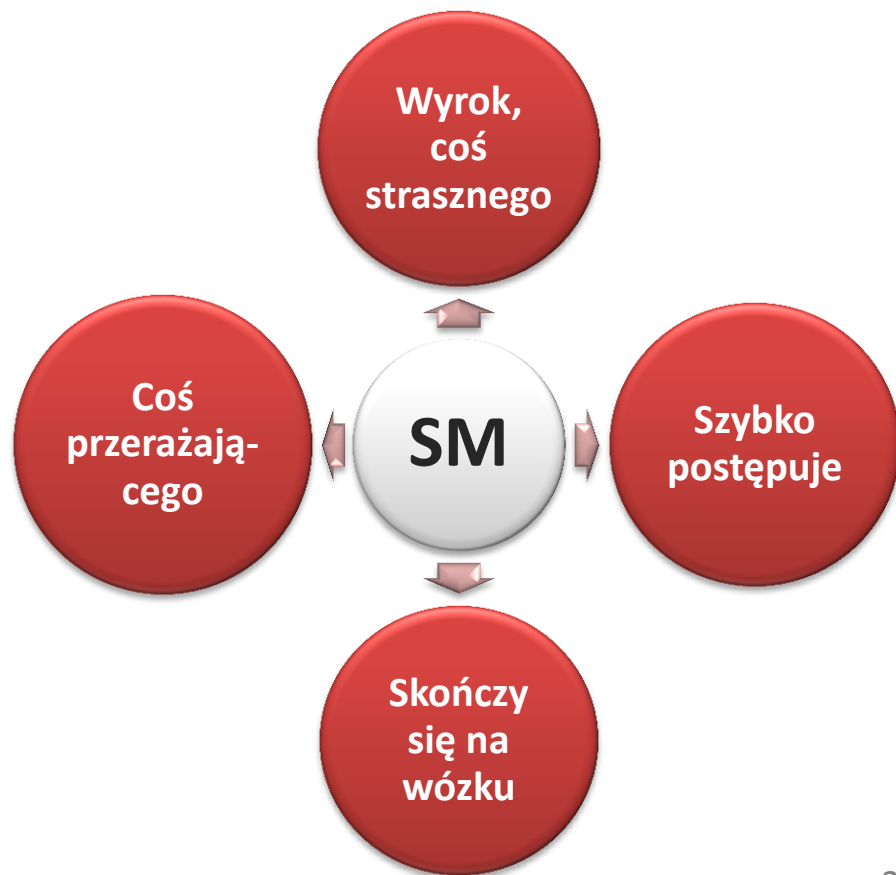 Wyrok,
coś
strasznego
Coś
przerażają-
cego
SM
Szybko
postępuje
Skończy
się na
wózku